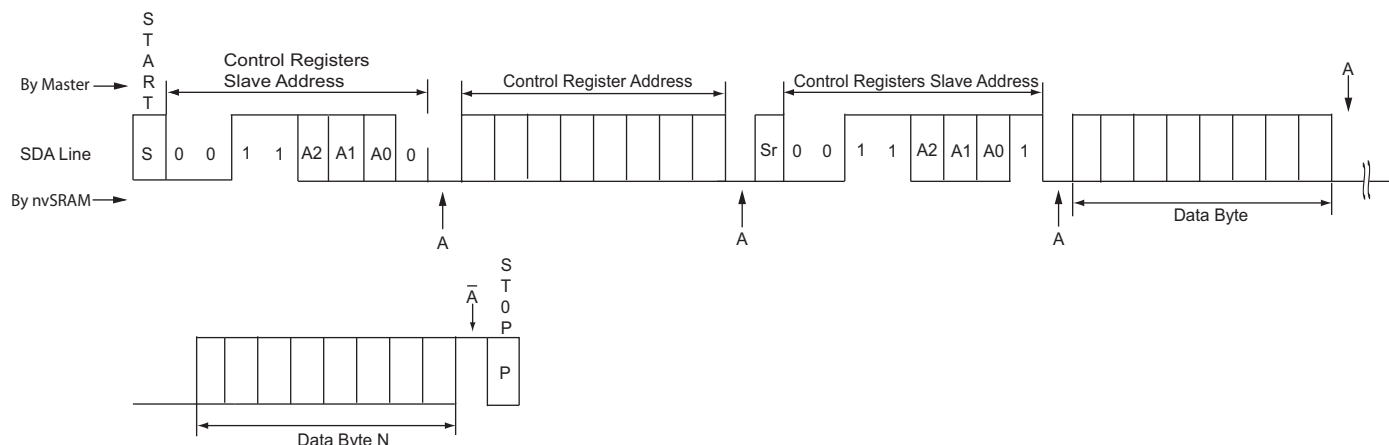 START
Control Registers
Slave Address
By Master
Control Register Address
Control Registers Slave Address
A
SDA Line
S 0 0 1 1 A2 A1 A0 0
Sr 0 0 1 1 A2 A1 A0 1
By nvSRAM
A
A
A
Data Byte
A̅
ST0P
P
Data Byte N